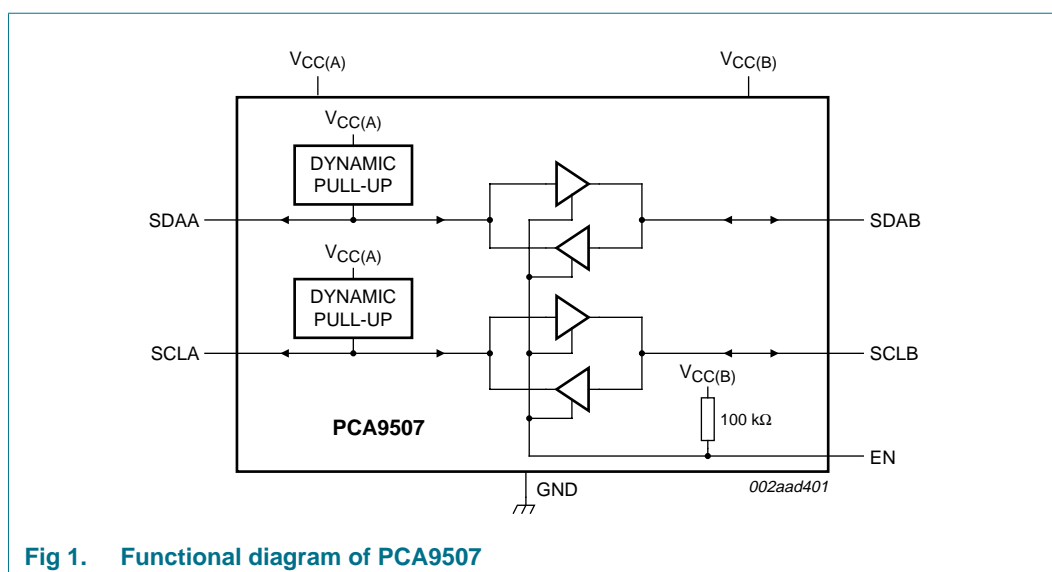 VCC(A)
VCC(B)
VCC(A)
DYNAMIC
PULL-UP
SDAA
SDAB
VCC(A)
DYNAMIC
PULL-UP
SCLA
SCLB
VCC(B)
100 kΩ
PCA9507
EN
GND
002aad401
Fig 1. Functional diagram of PCA9507